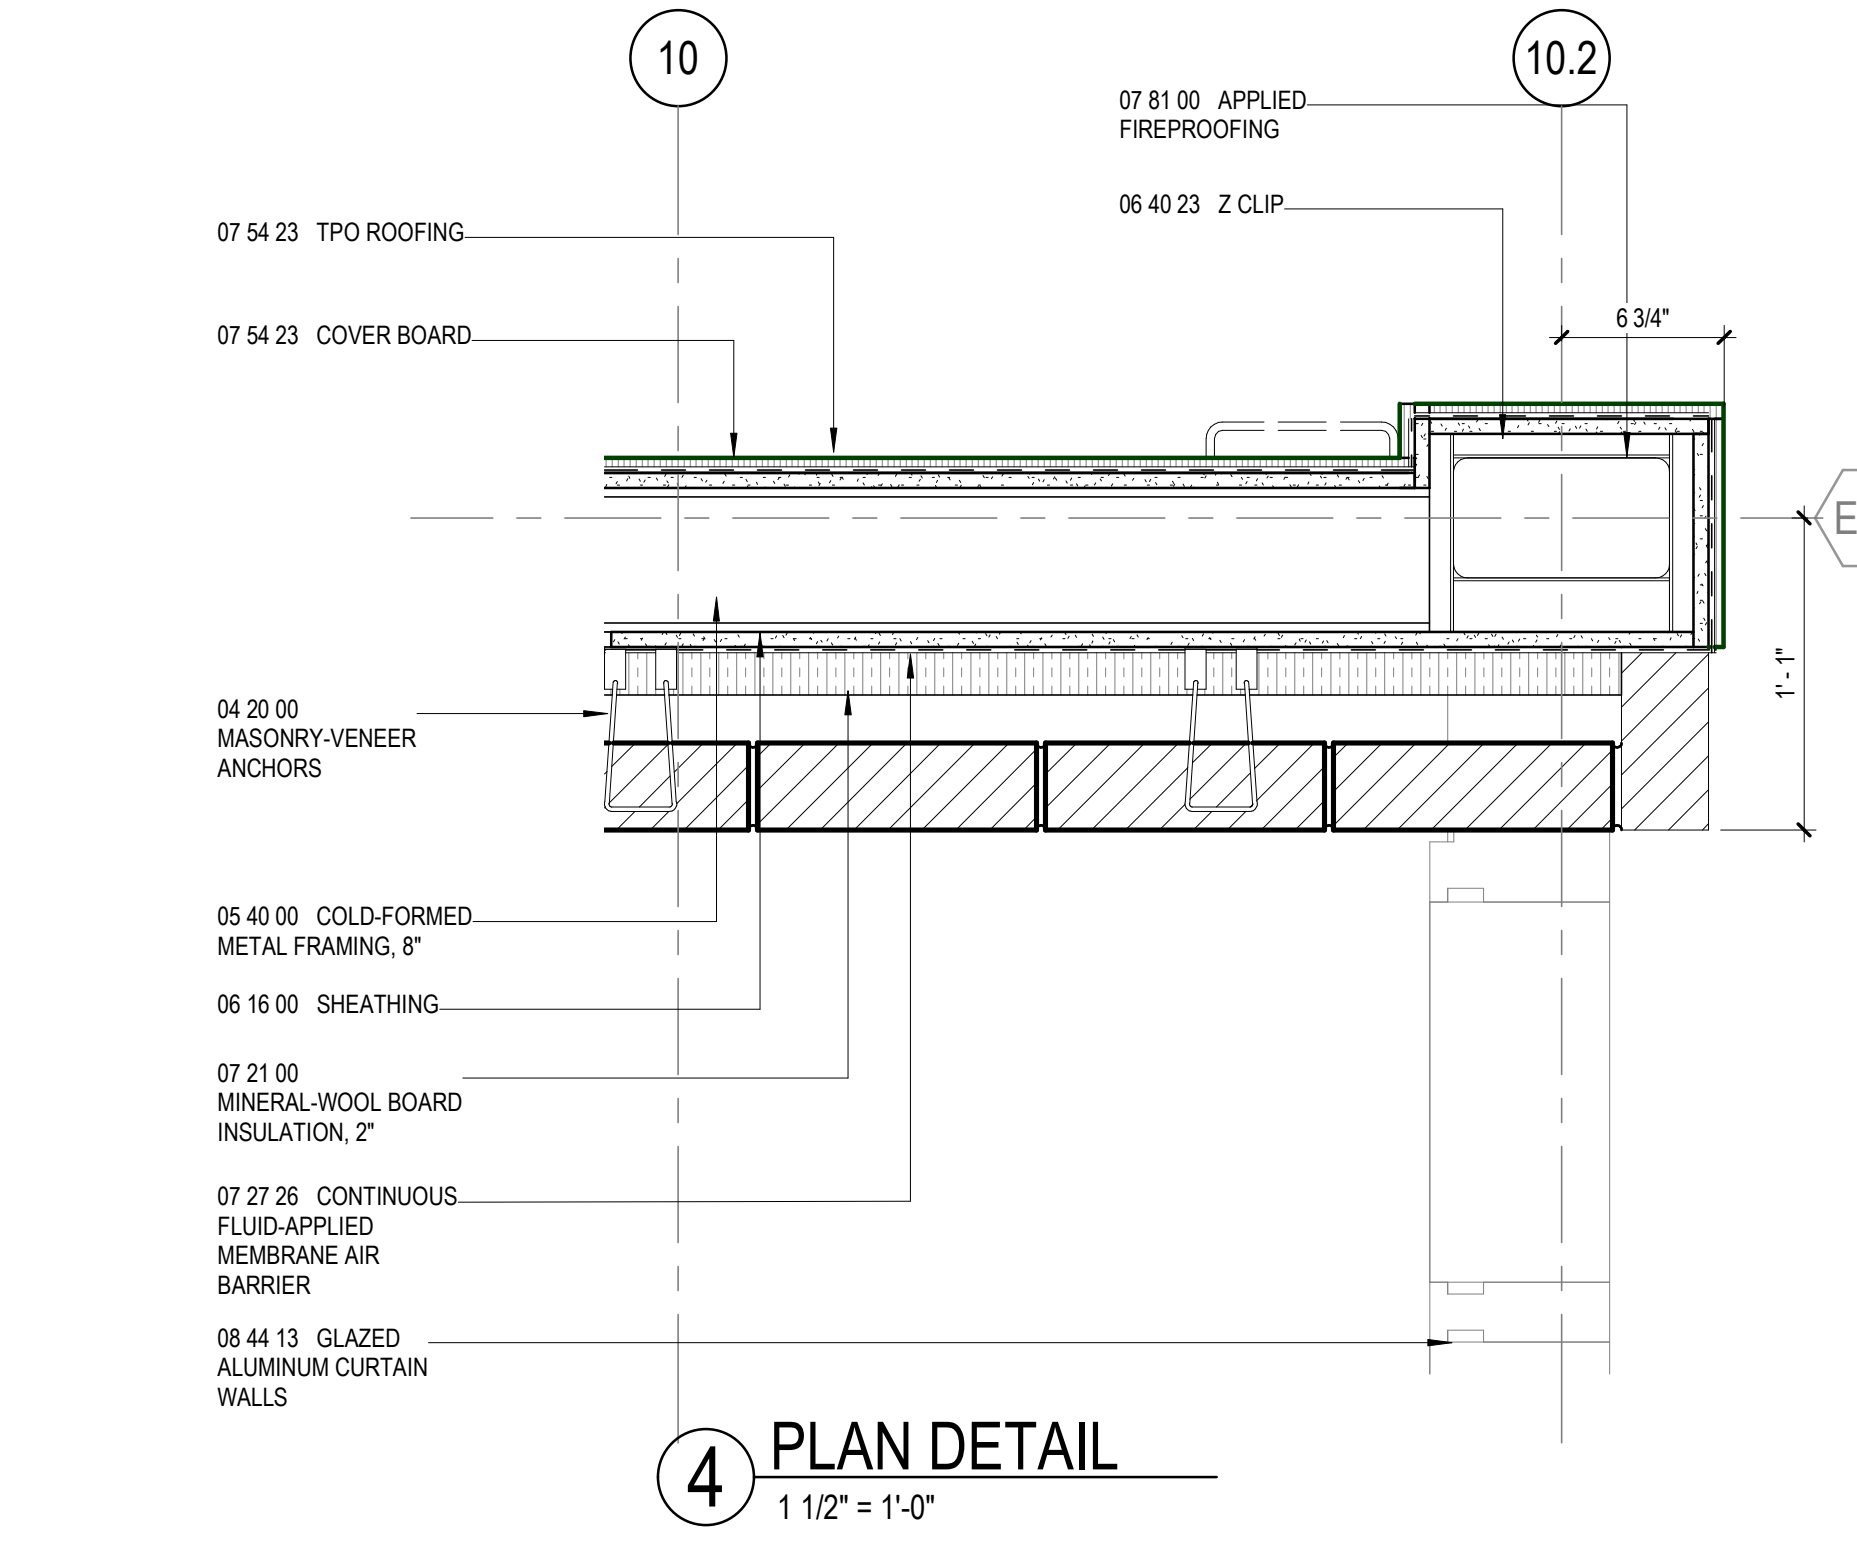 10
10.2
07 81 00 APPLIED
FIREPROOFING
06 40 23 Z CLIP
07 54 23 TPO ROOFING
07 54 23 COVER BOARD
6 3/4"
E
1' - 1"
04 20 00
MASONRY-VENEER
ANCHORS
05 40 00 COLD-FORMED
METAL FRAMING, 8"
06 16 00 SHEATHING
07 21 00
MINERAL-WOOL BOARD
INSULATION, 2"
07 27 26 CONTINUOUS
FLUID-APPLIED
MEMBRANE AIR
BARRIER
08 44 13 GLAZED
ALUMINUM CURTAIN
WALLS
4
PLAN DETAIL
1 1/2" = 1'-0"